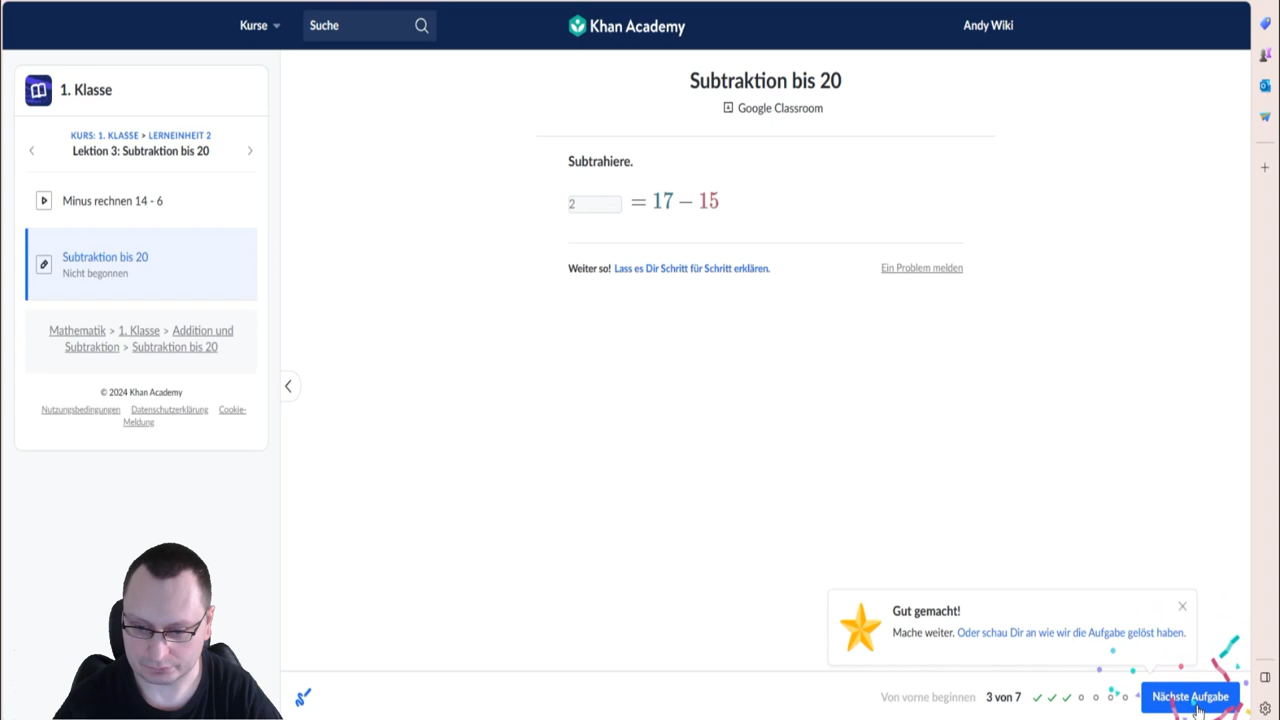 Kurse
Suche
Khan Academy
Andy Wiki
1. Klasse
KURS: 1. KLASSE > LERNEINHEIT 2
Lektion 3: Subtraktion bis 20
Minus rechnen 14 - 6
Subtraktion bis 20
Nicht begonnen
Mathematik > 1. Klasse > Addition und
Subtraktion > Subtraktion bis 20
© 2024 Khan Academy
Nutzungsbedingungen Datenschutzerklärung Cookie-
Meldung
Subtraktion bis 20
Google Classroom
Subtrahiere.
2 = 17 − 15
Weiter so! Lass es Dir Schritt für Schritt erklären.
Ein Problem melden
Gut gemacht!
Mache weiter. Oder schau Dir an wie wir die Aufgabe gelöst haben.
Von vorne beginnen 3 von 7
Nächste Aufgabe